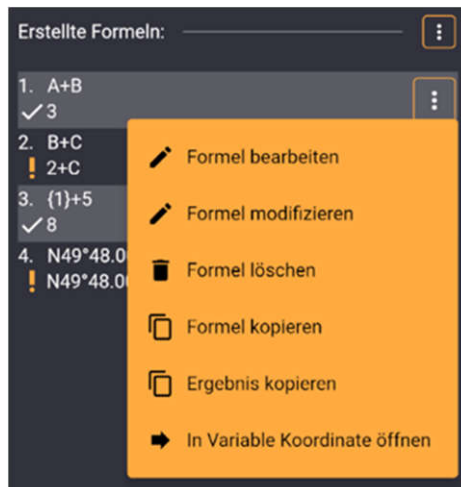 Erstellte Formeln:
1. A+B
3
2. B+C
2+C
3. {1}+5
8
4. N49°48.0
N49°48.0
Formel bearbeiten
Formel modifizieren
Formel löschen
Formel kopieren
Ergebnis kopieren
In Variable Koordinate öffnen